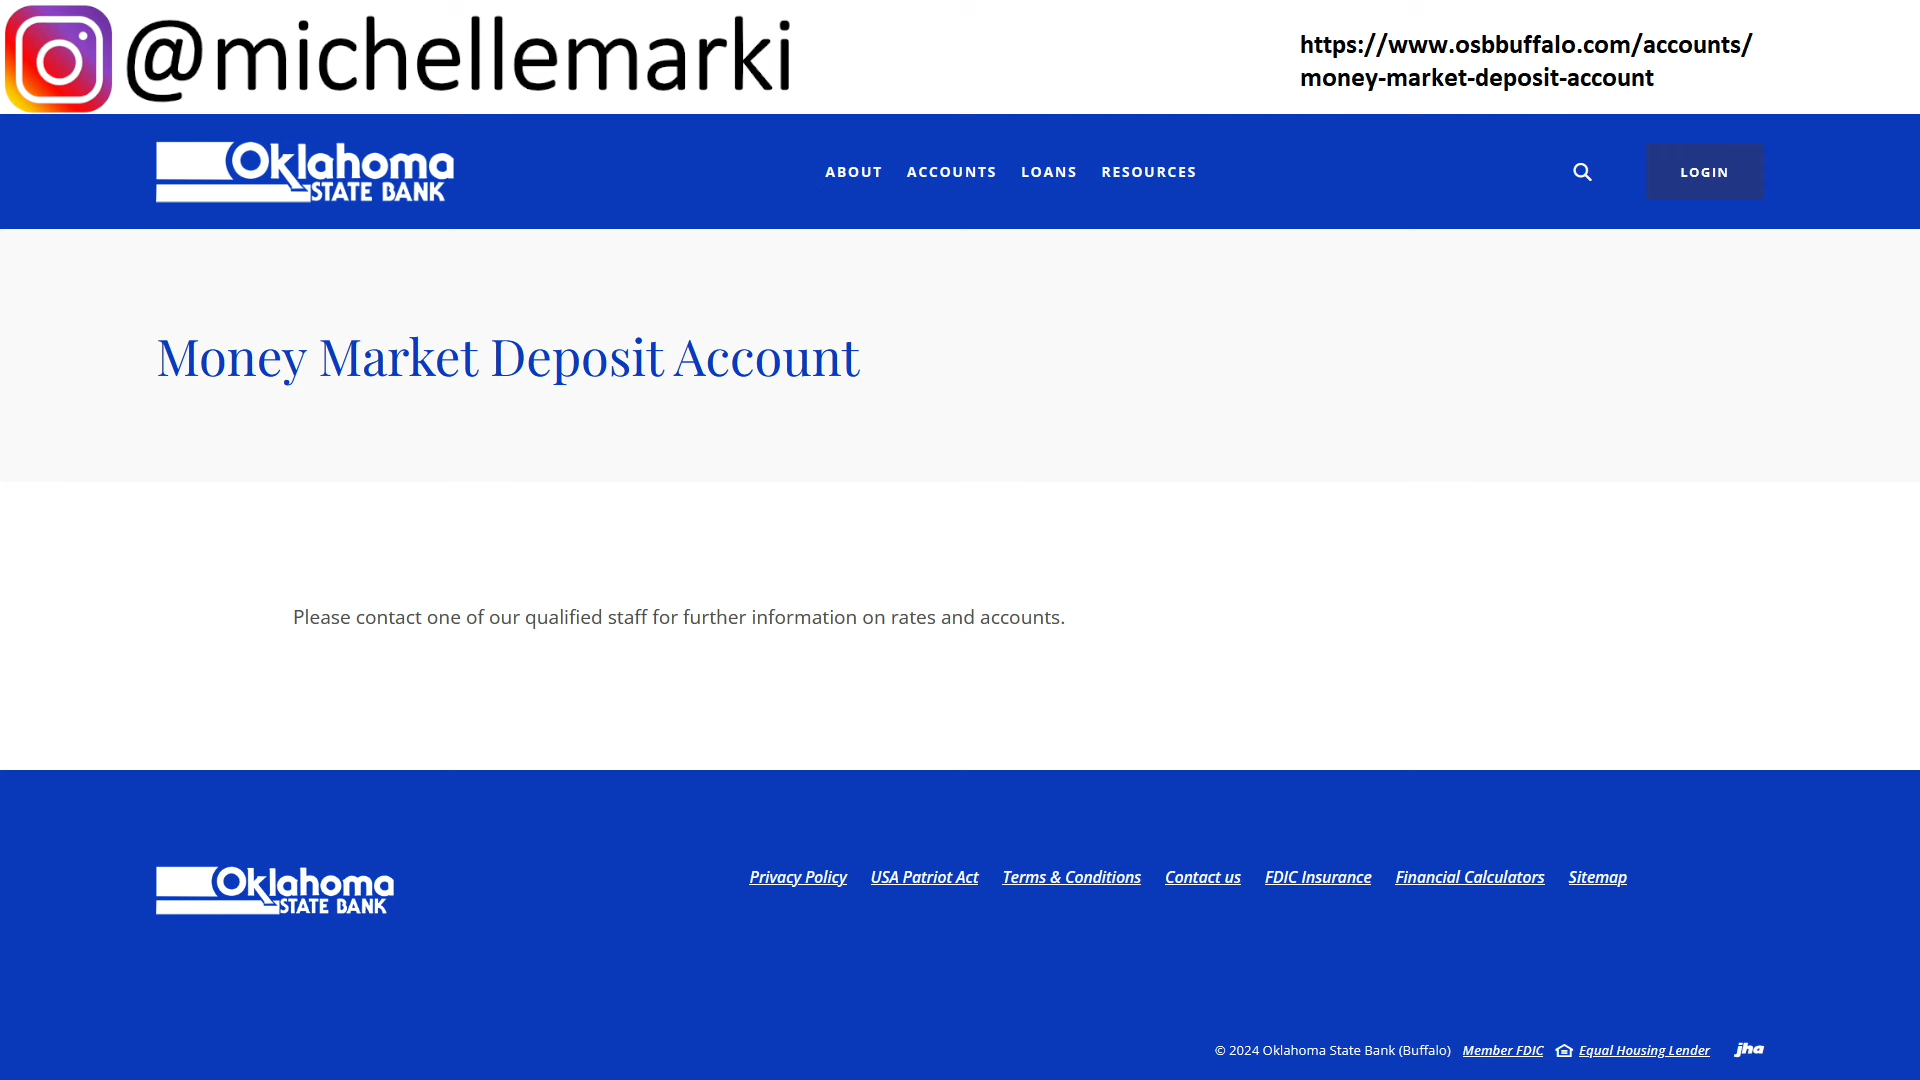 @michellemarki
https://www.osbbuffalo.com/accounts/
money-market-deposit-account
Oklahoma
STATE BANK
ABOUT ACCOUNTS LOANS RESOURCES
LOGIN
Money Market Deposit Account
Please contact one of our qualified staff for further information on rates and accounts.
Oklahoma
STATE BANK
Privacy Policy USA Patriot Act Terms & Conditions Contact us FDIC Insurance Financial Calculators Sitemap
© 2024 Oklahoma State Bank (Buffalo) Member FDIC Equal Housing Lender jha